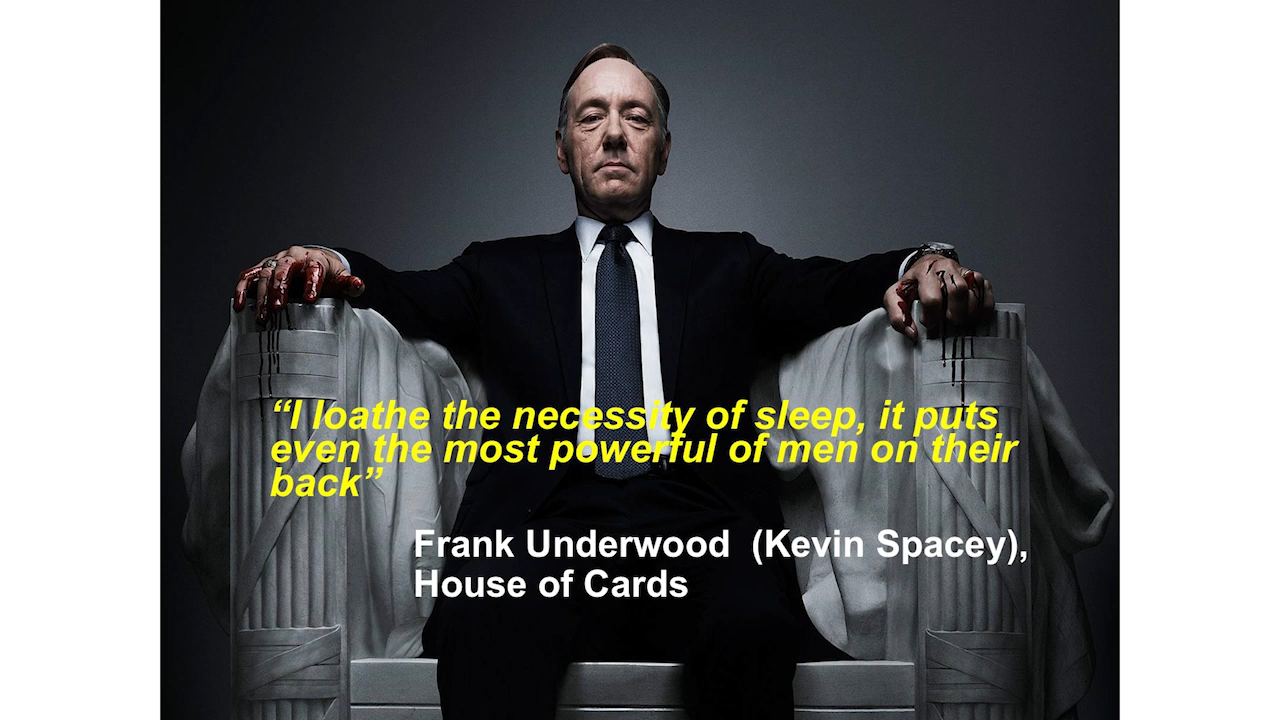 “I loathe the necessity of sleep, it puts
even the most powerful of men on their
back”
Frank Underwood  (Kevin Spacey),
House of Cards